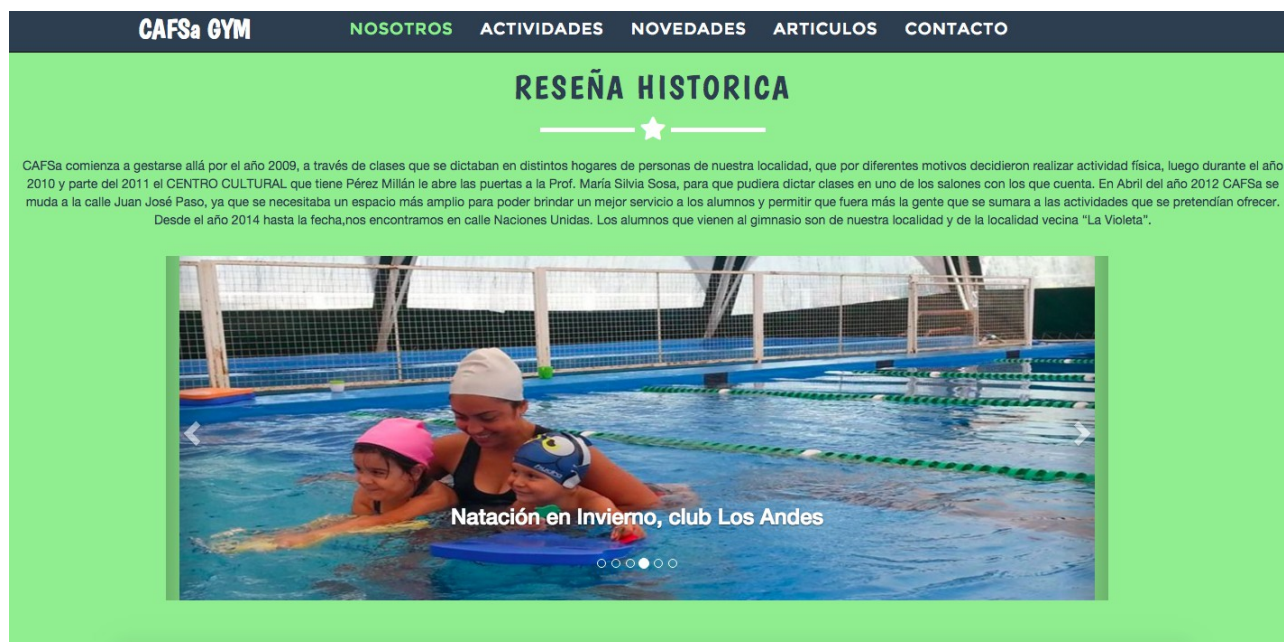 CAFSa GYM
NOSOTROS ACTIVIDADES NOVEDADES ARTICULOS CONTACTO
RESEÑA HISTORICA
CAFSa comienza a gestarse allá por el año 2009, a través de clases que se dictaban en distintos hogares de personas de nuestra localidad, que por diferentes motivos decidieron realizar actividad física, luego durante el año
2010 y parte del 2011 el CENTRO CULTURAL que tiene Pérez Millán le abre las puertas a la Prof. María Silvia Sosa, para que pudiera dictar clases en uno de los salones con los que cuenta. En Abril del año 2012 CAFSa se
muda a la calle Juan José Paso, ya que se necesitaba un espacio más amplio para poder brindar un mejor servicio a los alumnos y permitir que fuera más la gente que se sumara a las actividades que se pretendían ofrecer.
Desde el año 2014 hasta la fecha,nos encontramos en calle Naciones Unidas. Los alumnos que vienen al gimnasio son de nuestra localidad y de la localidad vecina “La Violeta”.
Natación en Invierno, club Los Andes